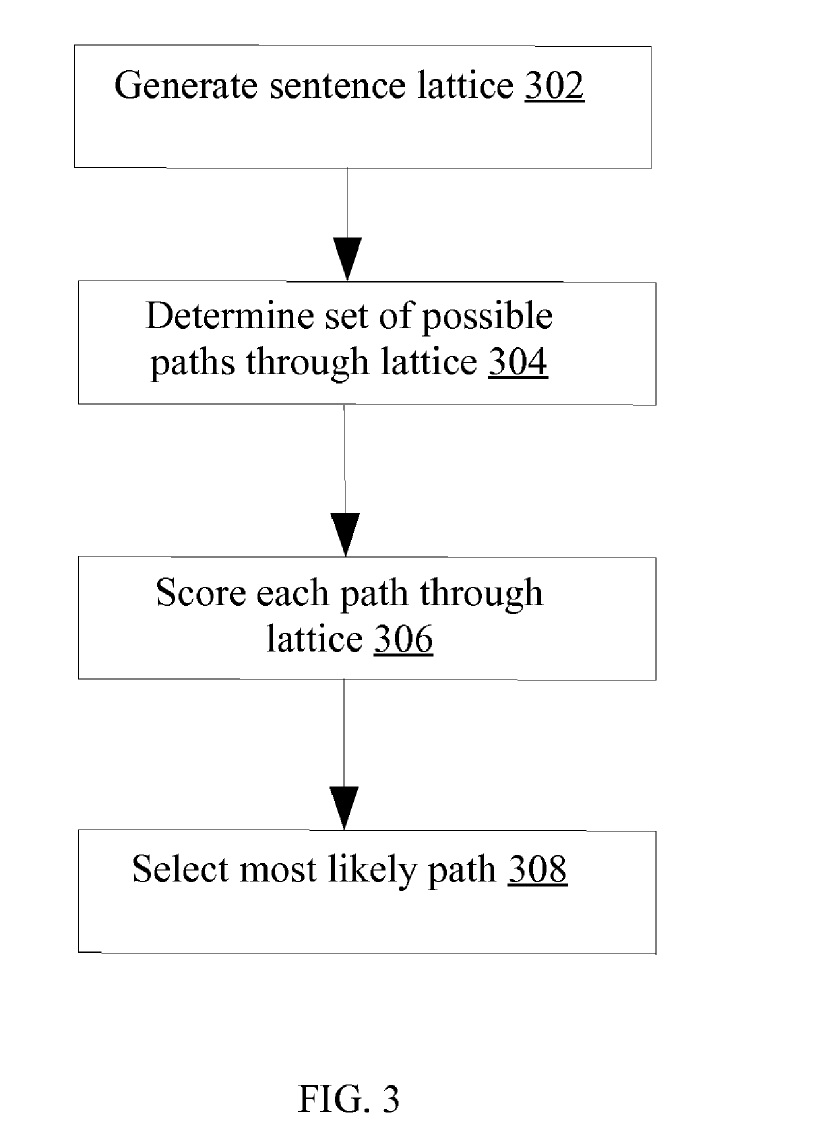 Generate sentence lattice 302
Determine set of possible
paths through lattice 304
Score each path through
lattice 306
Select most likely path 308
FIG. 3